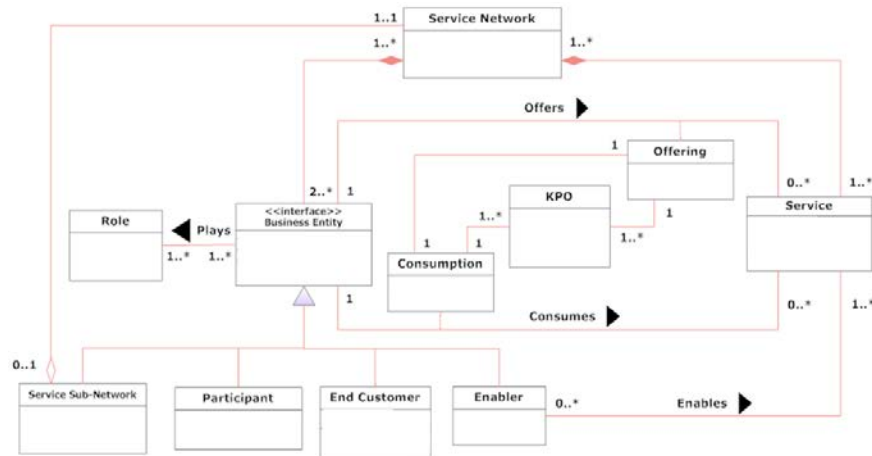 1..1
Service Network
1..*
1..*
Offers
1
Offering
2..*
1
1..*
KPO
1
0..*
1..*
<<interface>>
Business Entity
Role
Plays
Service
1..*
1..*
1
1
1..*
Consumption
1
Consumes
0..*
1..*
0..1
Service Sub-Network
Participant
End Customer
Enabler
0..*
Enables